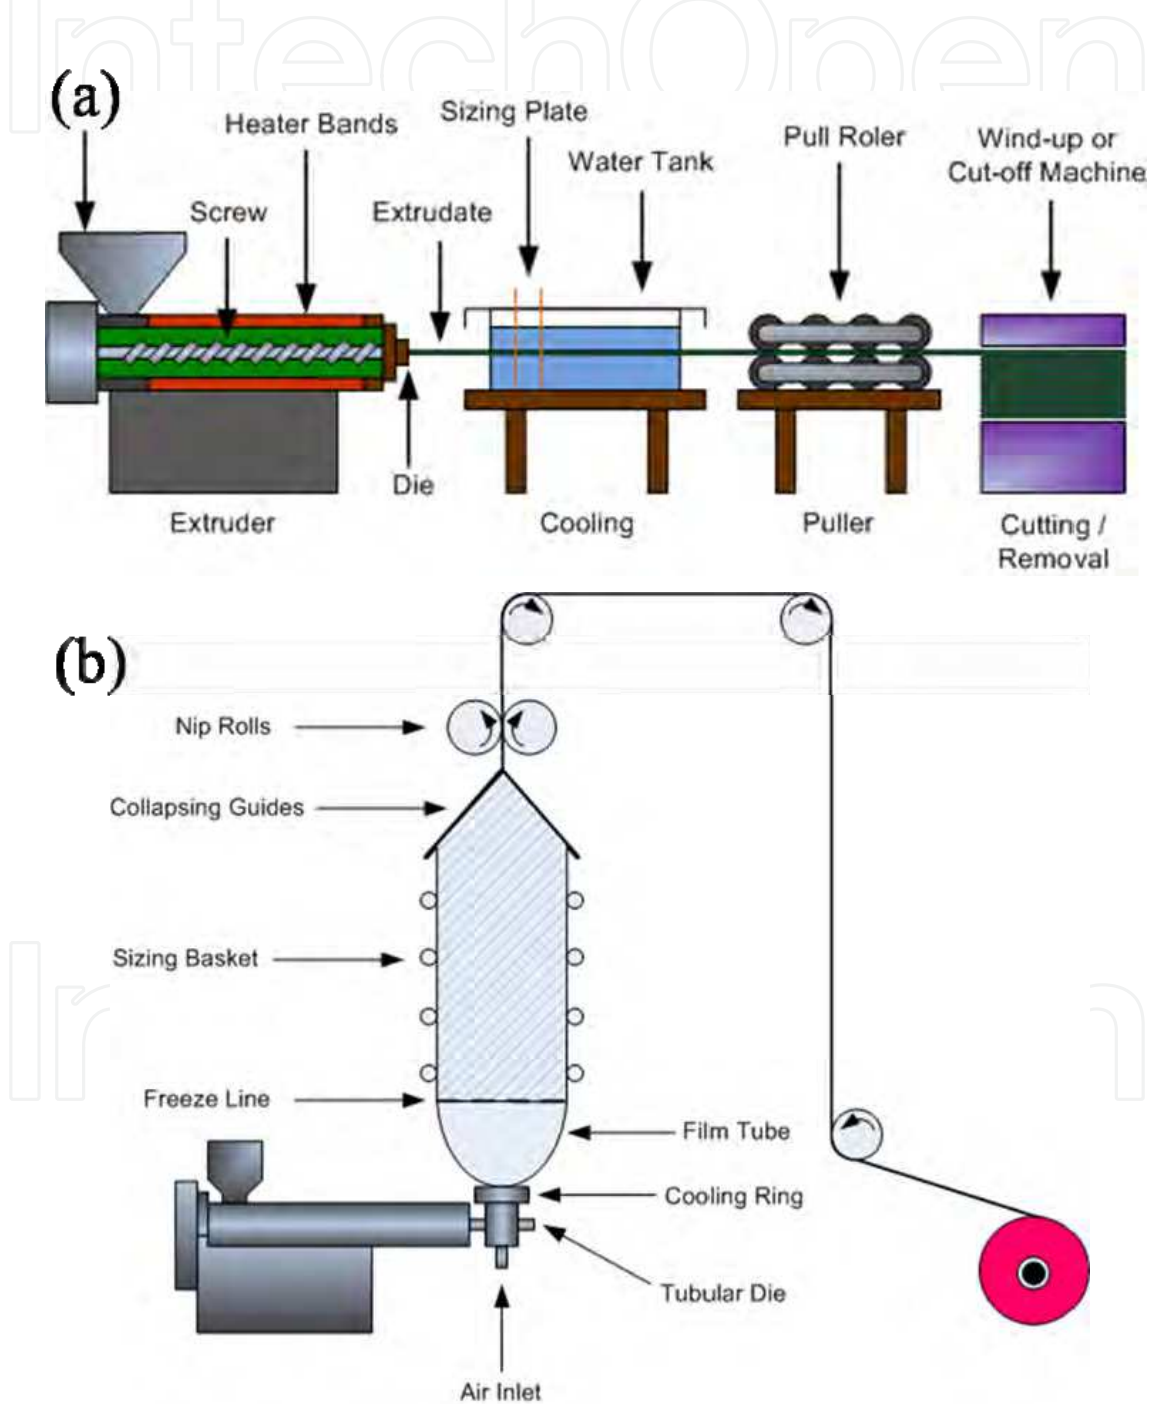 IntechOpen
(a)
Sizing Plate
Heater Bands
Pull Roler
Wind-up or
Cut-off Machine
Water Tank
Screw
Extrudate
Die
Extruder
Cooling
Puller
Cutting /
Removal
(b)
Nip Rolls
Collapsing Guides
Sizing Basket
Freeze Line
Film Tube
Cooling Ring
Tubular Die
Air Inlet